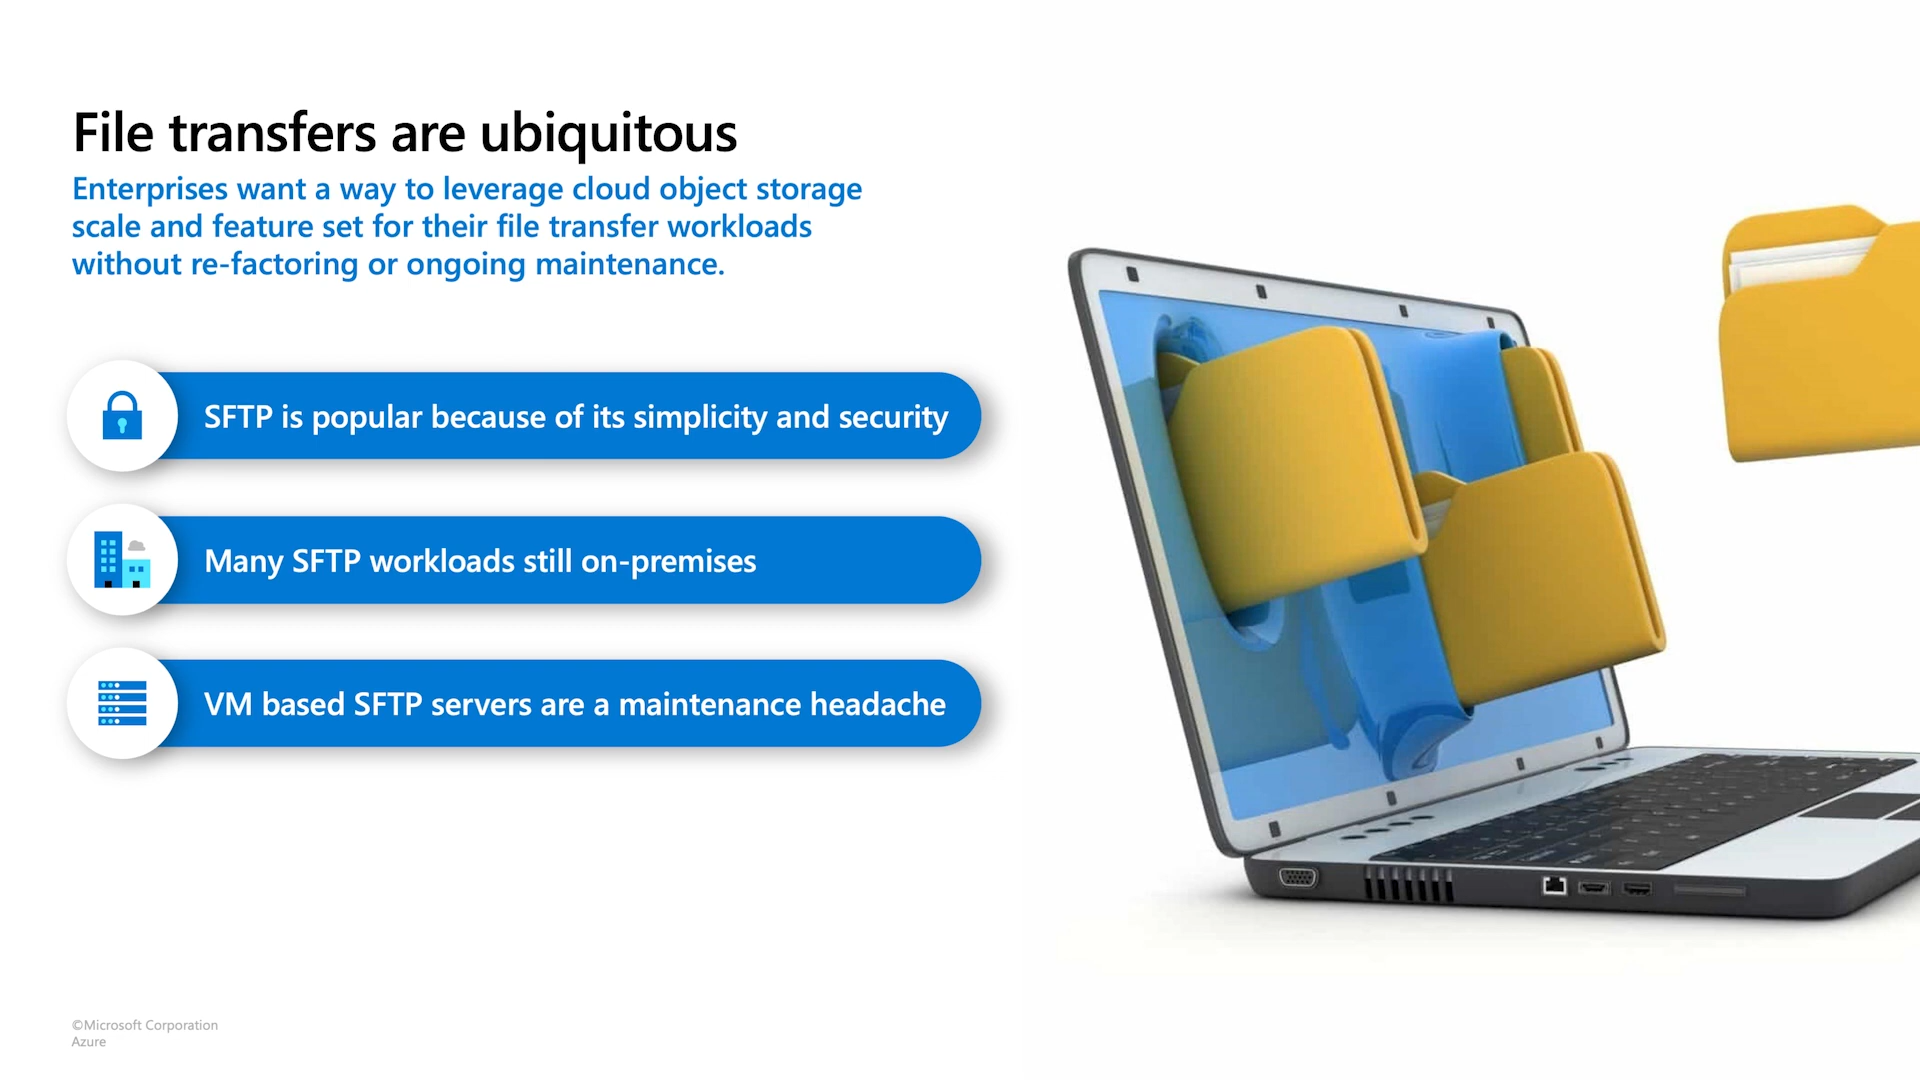 File transfers are ubiquitous
Enterprises want a way to leverage cloud object storage
scale and feature set for their file transfer workloads
without re-factoring or ongoing maintenance.
SFTP is popular because of its simplicity and security
Many SFTP workloads still on-premises
VM based SFTP servers are a maintenance headache
©Microsoft Corporation
Azure